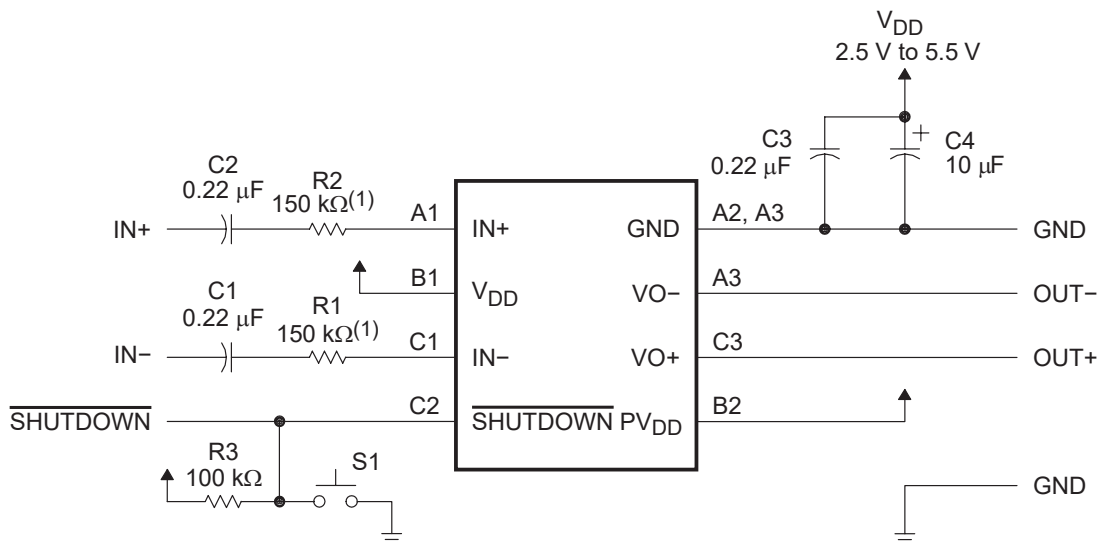 V_DD
2.5 V to 5.5 V
C3
0.22 μF
+
C4
10 μF
C2
0.22 μF
R2
150 kΩ(1)
IN+
A1
IN+
GND
A2, A3
GND
B1
V_DD
VO−
A3
OUT−
C1
0.22 μF
R1
150 kΩ(1)
IN−
C1
IN−
VO+
C3
OUT+
SHUTDOWN
C2
SHUTDOWN PV_DD
B2
R3
100 kΩ
S1
GND